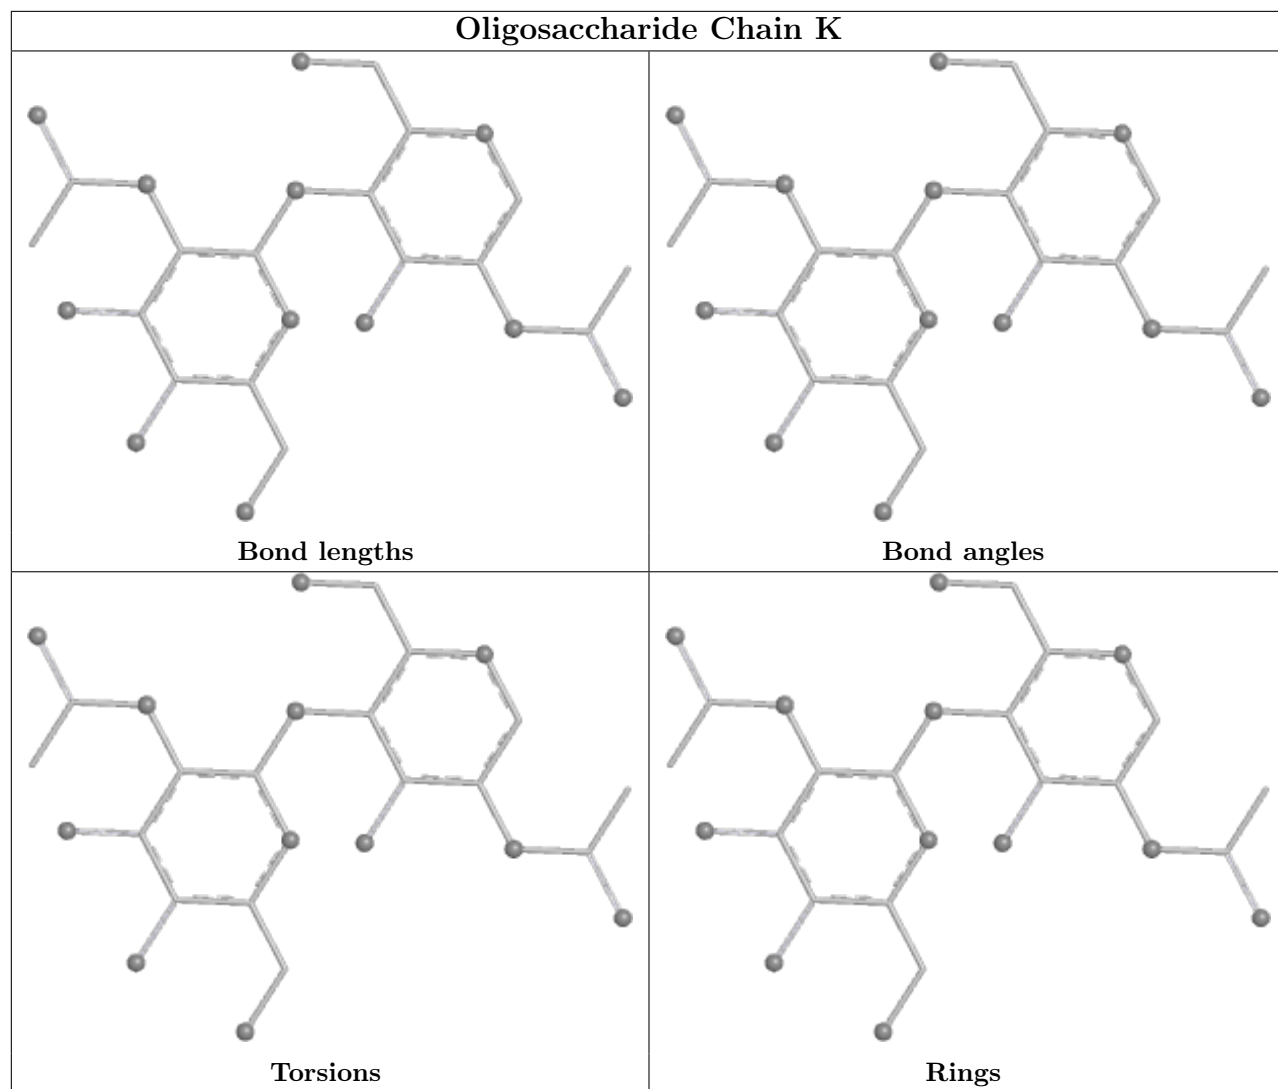 Oligosaccharide Chain K
Bond lengths
Bond angles
Torsions
Rings